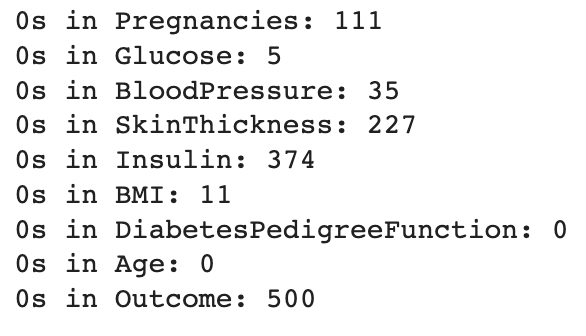 0s in Pregnancies: 111
0s in Glucose: 5
0s in BloodPressure: 35
0s in SkinThickness: 227
0s in Insulin: 374
0s in BMI: 11
0s in DiabetesPedigreeFunction: 0
0s in Age: 0
0s in Outcome: 500